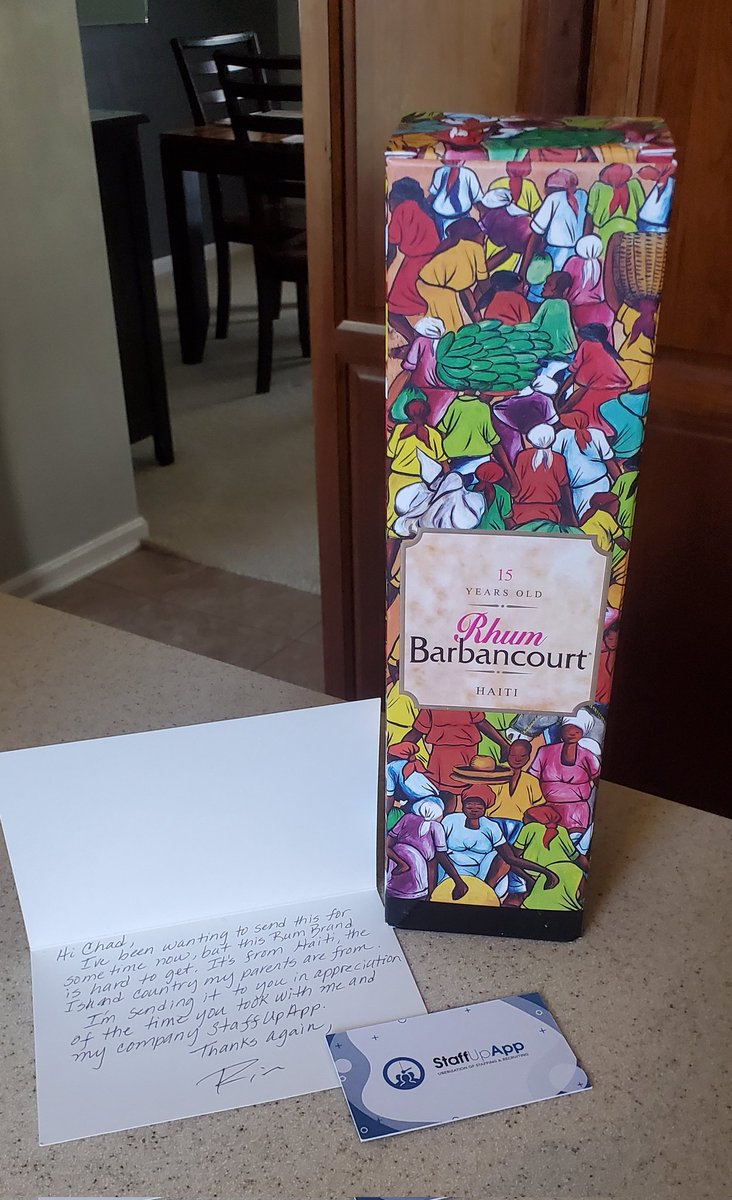 15
YEARS OLD
Rhum
Barbancourt
HAITI
Hi Chad,
I've been wanting to send this for
some time now, but this Rum Brand
is hard to get. It's from Haiti, the
Island country my parents are from.
I'm sending it to you in appreciation
of the time you took with me and
my company StaffUpApp.
Thanks again,
StaffUpApp
UBERIZATION OF STAFFING & RECRUITING